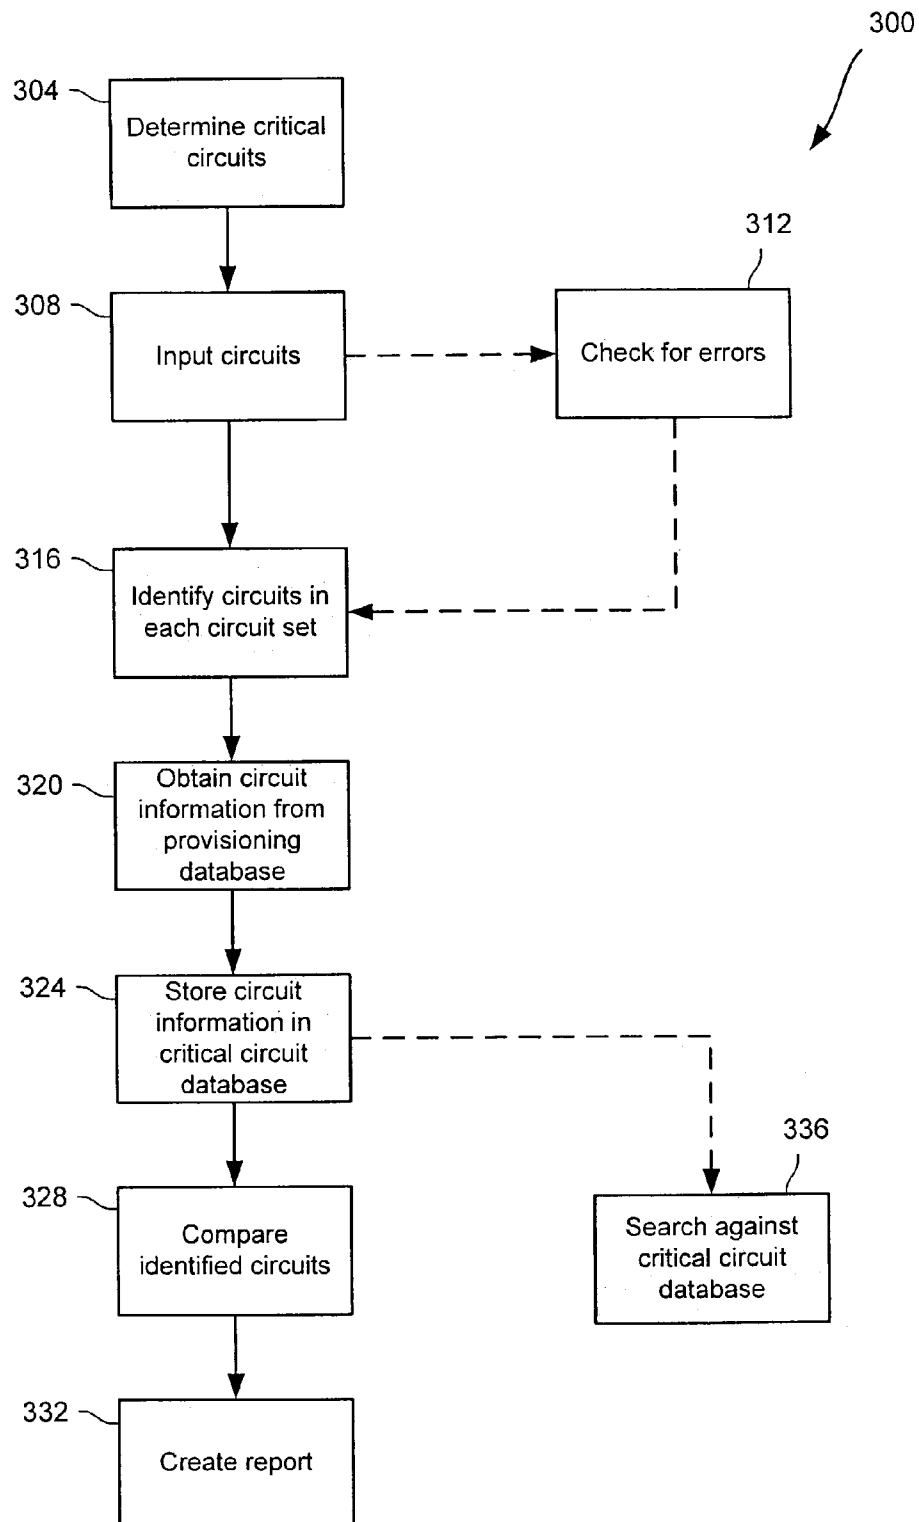 300
304
Determine critical
circuits
312
308
Input circuits
Check for errors
316
Identify circuits in
each circuit set
320
Obtain circuit
information from
provisioning
database
324
Store circuit
information in
critical circuit
database
336
328
Compare
identified circuits
Search against
critical circuit
database
332
Create report